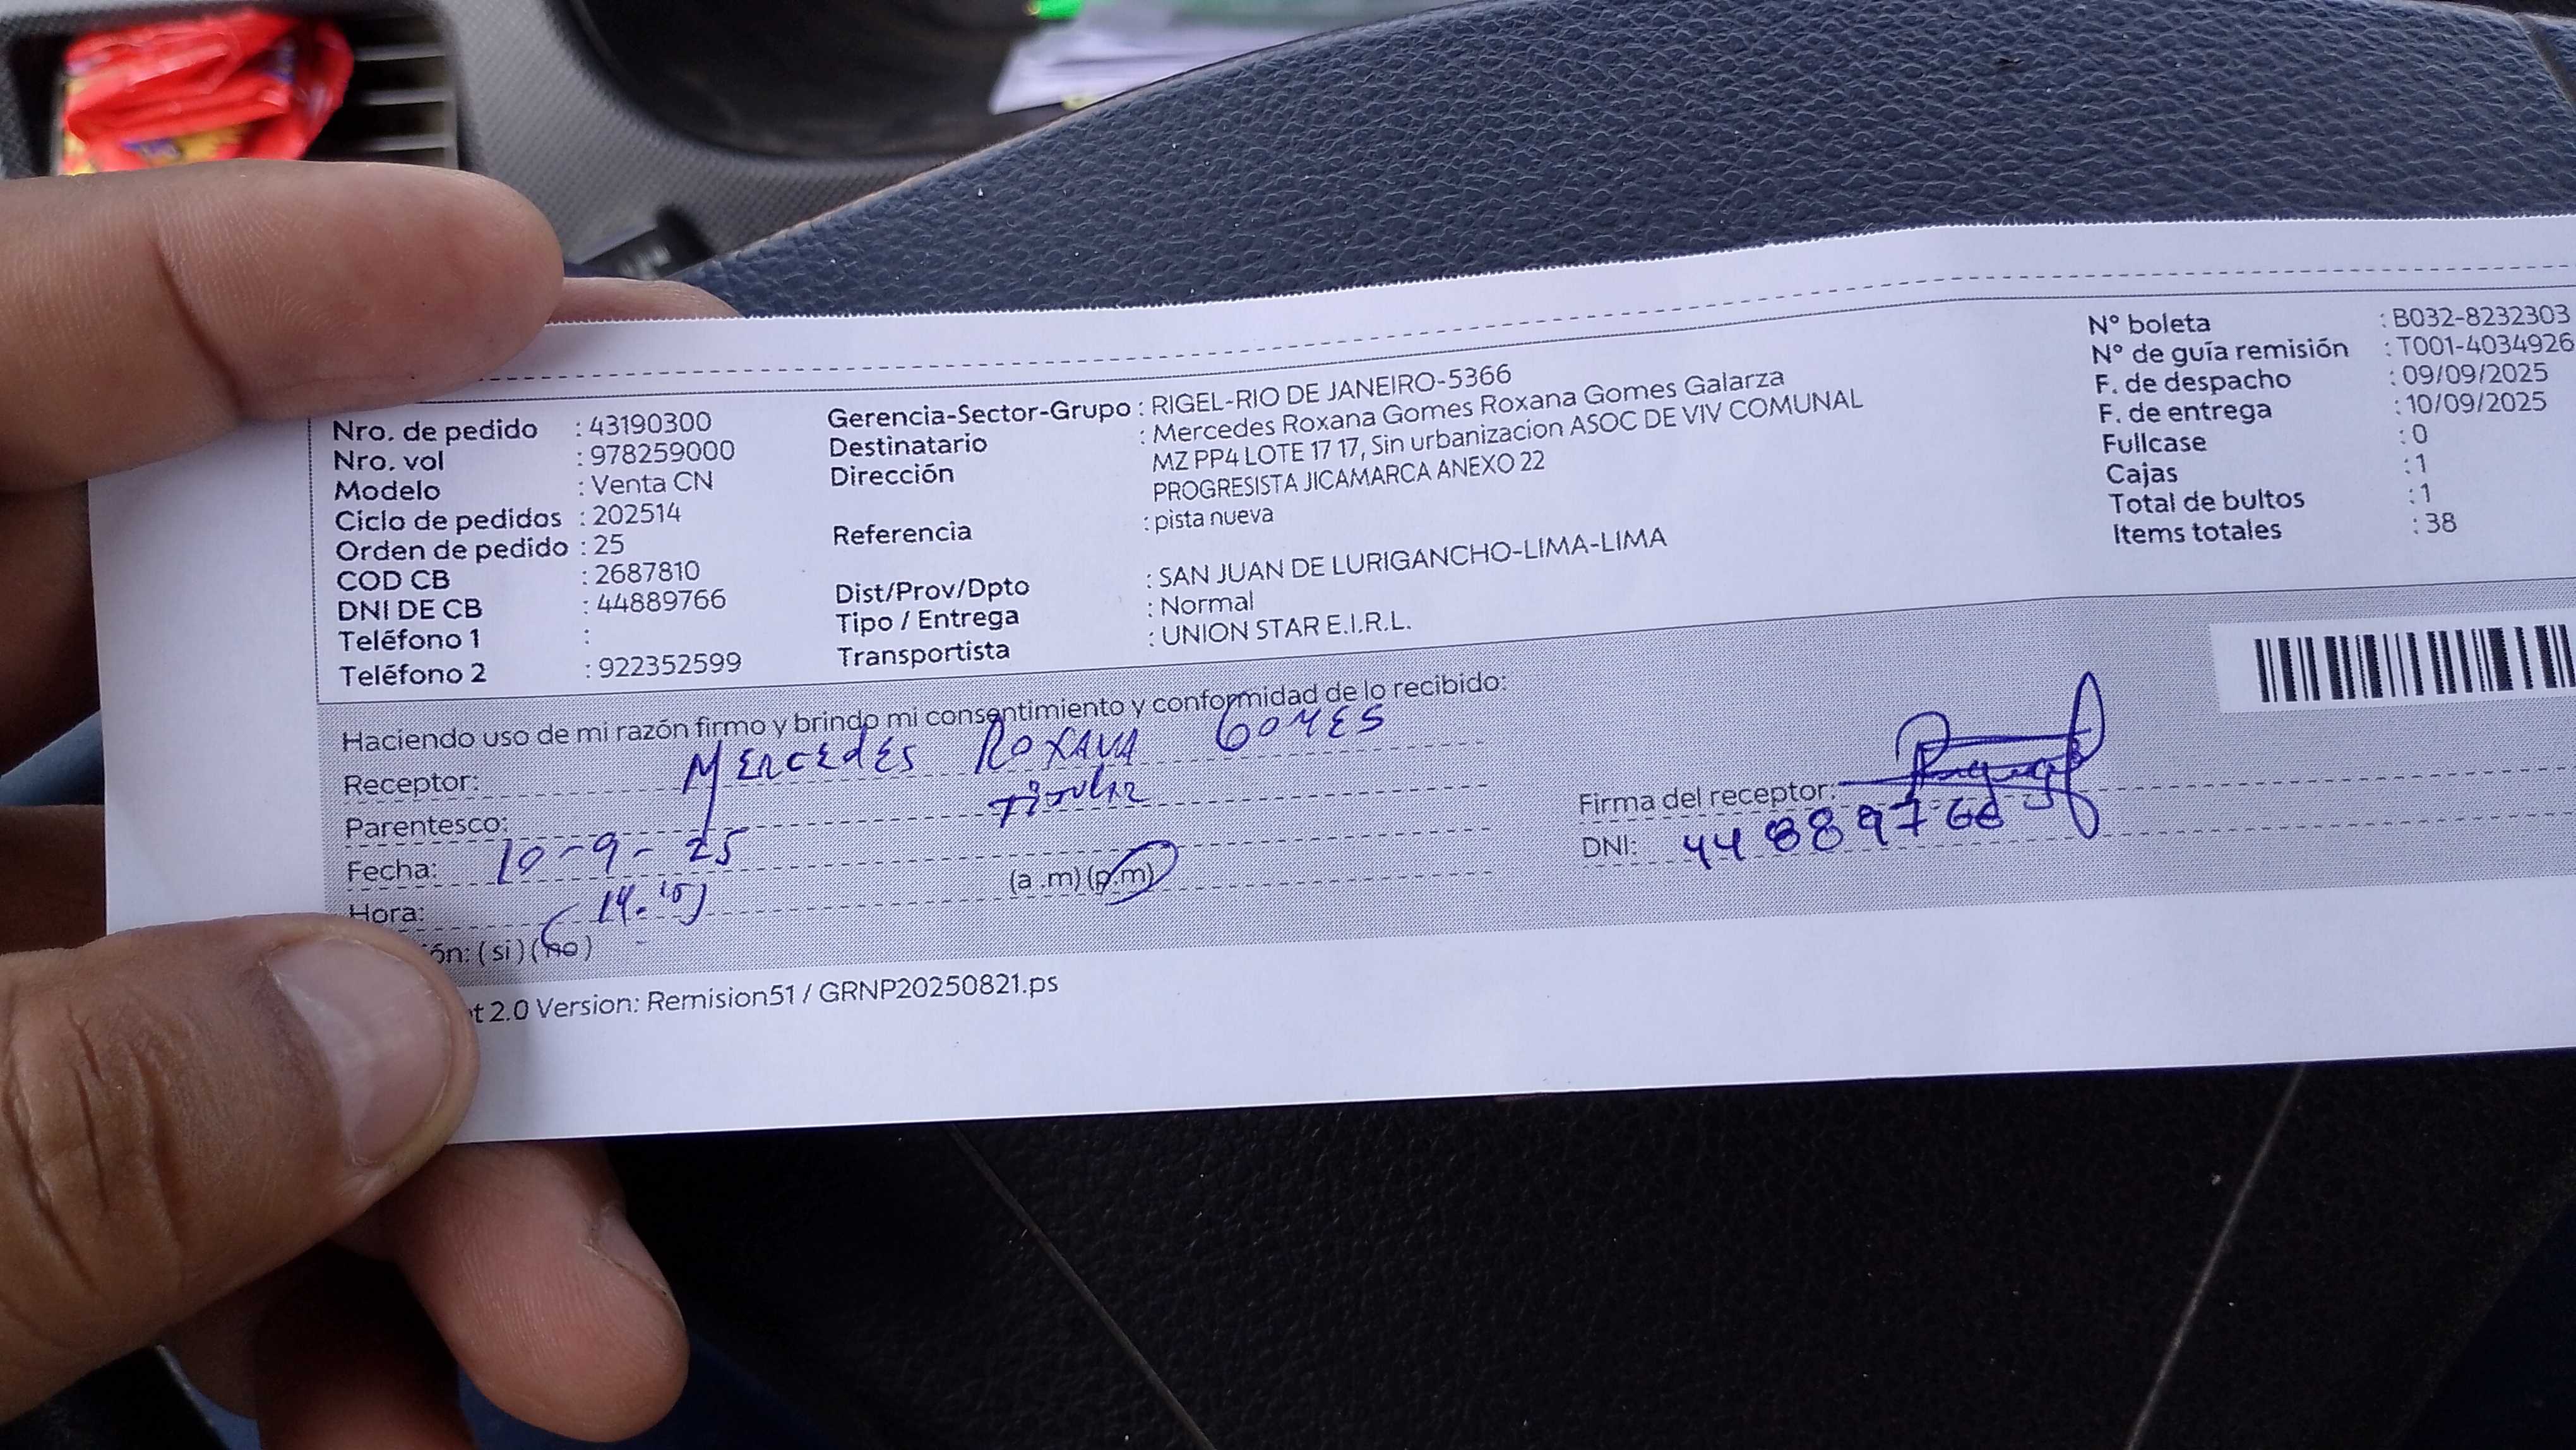 Nro. de pedido : 43190300
Nro. vol : 978259000
Modelo : Venta CN
Ciclo de pedidos : 202514
Orden de pedido : 25
COD CB : 2687810
DNI DE CB : 44889766
Teléfono 1 :
Teléfono 2 : 922352599
Gerencia-Sector-Grupo : RIGEL-RIO DE JANEIRO-5366
Destinatario : Mercedes Roxana Gomes Roxana Gomes Galarza
Dirección MZ PP4 LOTE 17 17, Sin urbanizacion ASOC DE VIV COMUNAL
PROGRESISTA JICAMARCA ANEXO 22
Referencia : pista nueva
Dist/Prov/Dpto : SAN JUAN DE LURIGANCHO-LIMA-LIMA
Tipo / Entrega : Normal
Transportista : UNION STAR E.I.R.L.
N° boleta : B032-8232303
N° de guía remisión : T001-4034926
F. de despacho : 09/09/2025
F. de entrega : 10/09/2025
Fullcase : 0
Cajas : 1
Total de bultos : 1
Items totales : 38
Haciendo uso de mi razón firmo y brindo mi consentimiento y conformidad de lo recibido:
Receptor: MERCEdES ROXANA GOMES
Parentesco: Titular
Fecha: 10-9-25
Hora: (a .m) (p.m)
ón: ( si ) ( no )
Firma del receptor:
DNI: 44889766
t 2.0 Version: Remision51 / GRNP20250821.ps